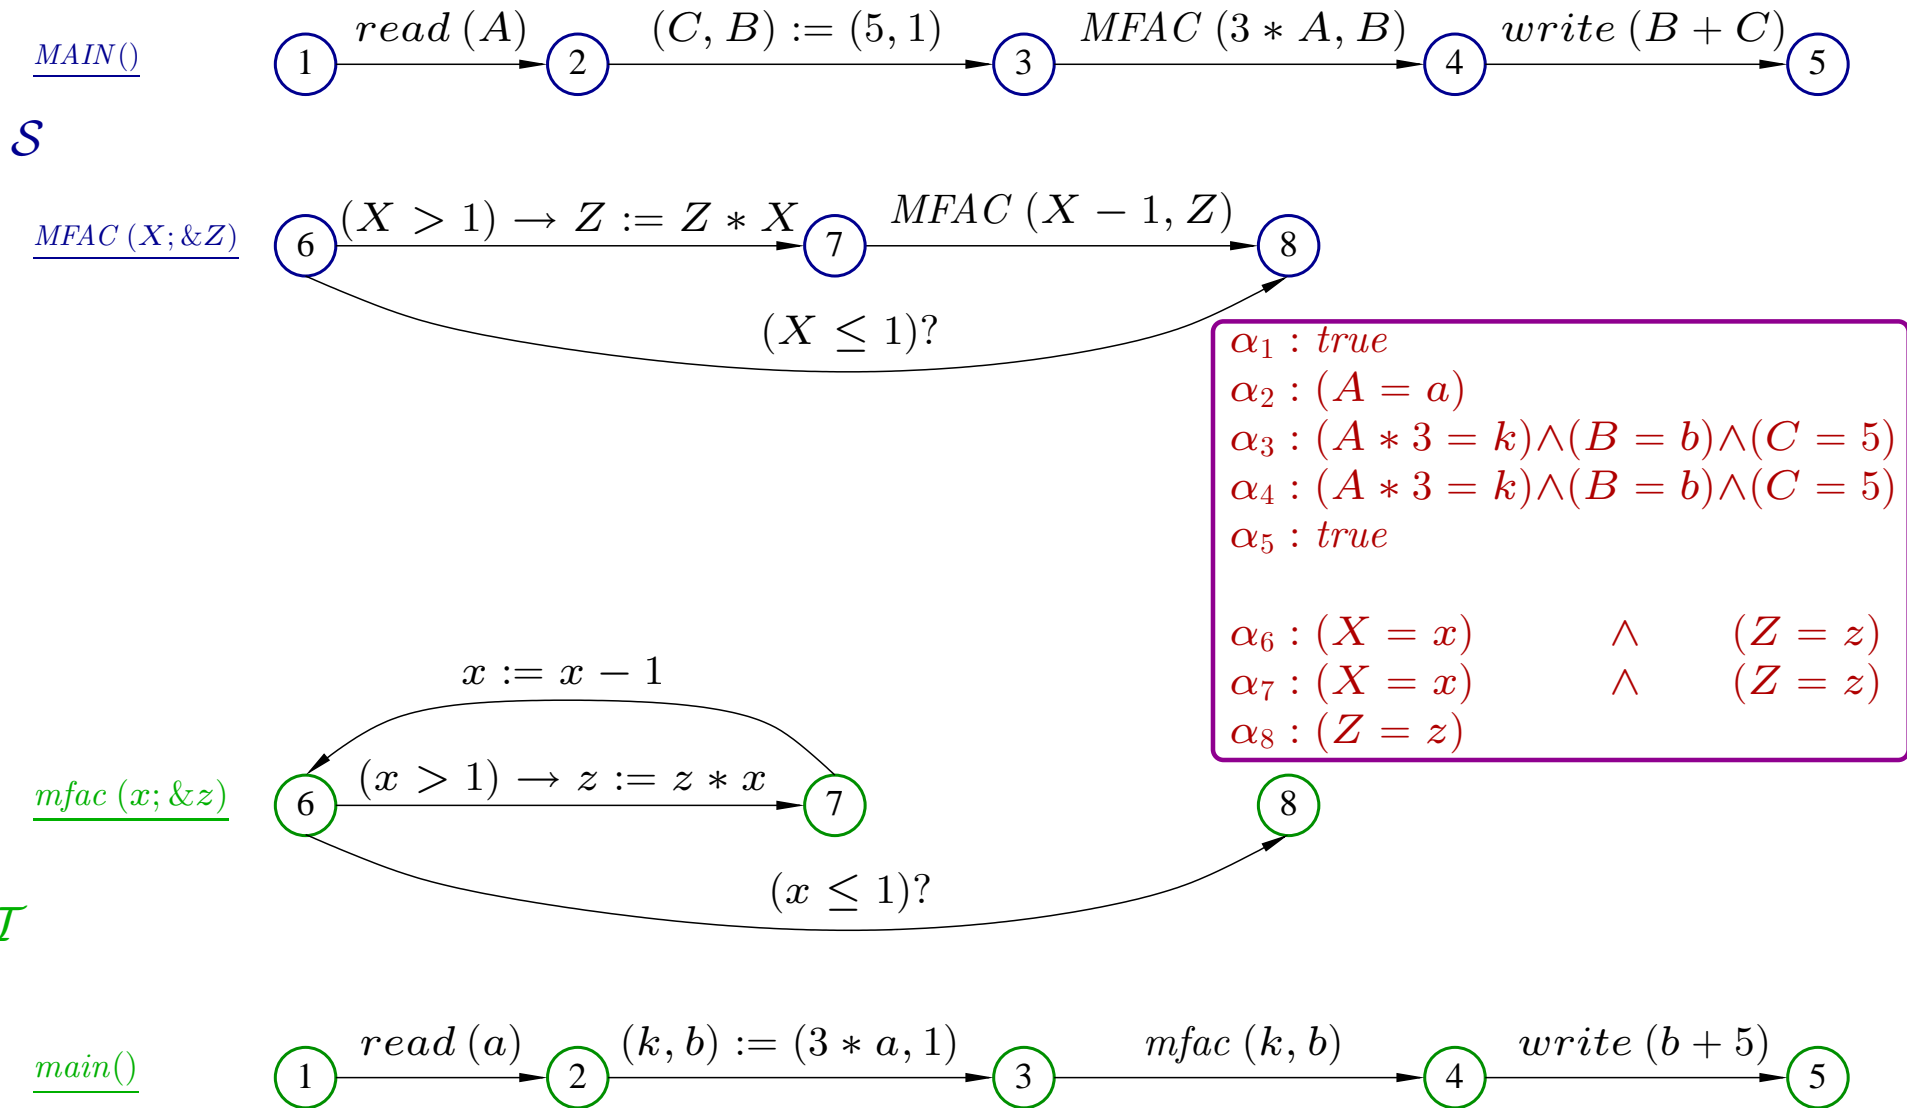 MAIN()
1 read (A) 2 (C, B) := (5, 1) 3 MFAC (3 ∗ A, B) 4 write (B + C) 5
S
MFAC (X; &Z)
6 (X > 1) → Z := Z ∗ X 7 MFAC (X − 1, Z) 8
(X ≤ 1)?
α1 : true
α2 : (A = a)
α3 : (A ∗ 3 = k)∧(B = b)∧(C = 5)
α4 : (A ∗ 3 = k)∧(B = b)∧(C = 5)
α5 : true
α6 : (X = x) ∧ (Z = z)
α7 : (X = x) ∧ (Z = z)
α8 : (Z = z)
x := x − 1
mfac (x; &z)
6 (x > 1) → z := z ∗ x 7 8
(x ≤ 1)?
main()
1 read (a) 2 (k, b) := (3 ∗ a, 1) 3 mfac (k, b) 4 write (b + 5) 5